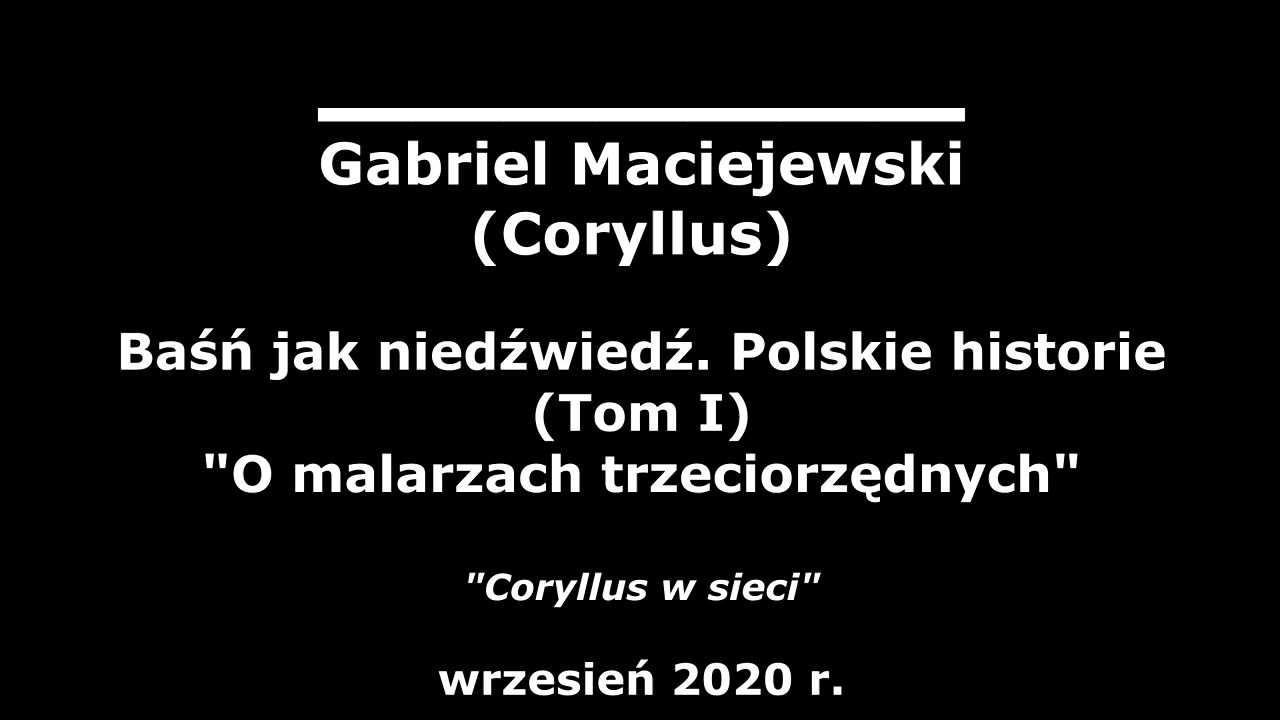 Gabriel Maciejewski
(Coryllus)
Baśń jak niedźwiedź. Polskie historie
(Tom I)
"O malarzach trzeciorzędnych"
"Coryllus w sieci"
wrzesień 2020 r.